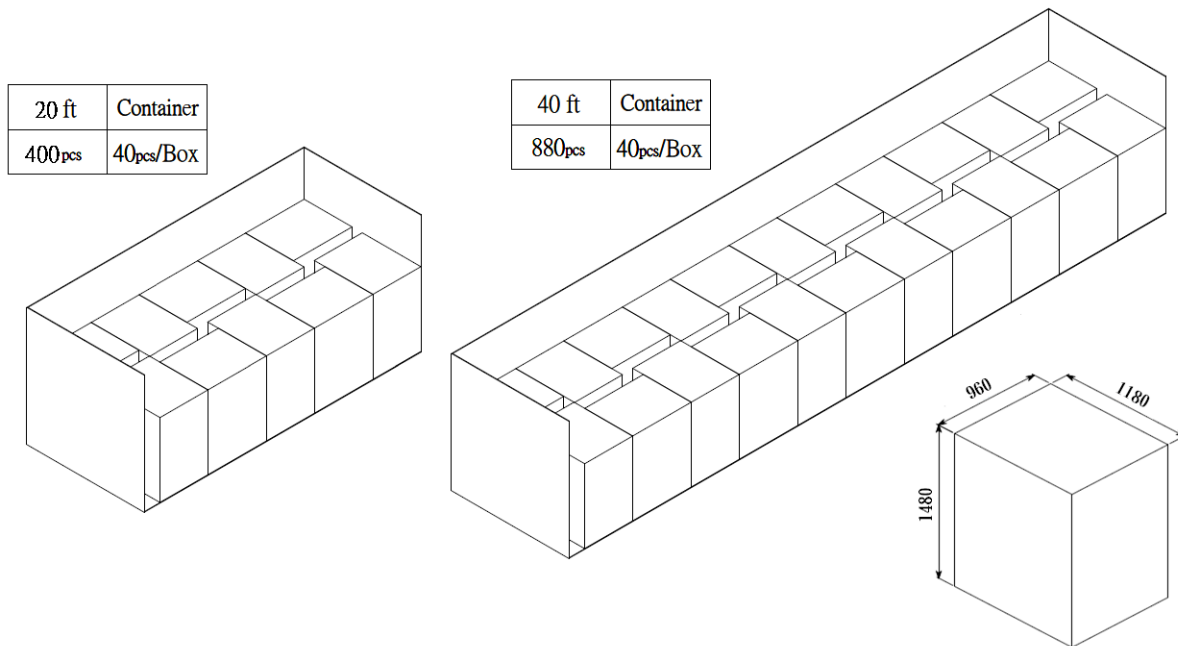 20 ft Container
400pcs 40pcs/Box
40 ft Container
880pcs 40pcs/Box
960
1180
1480